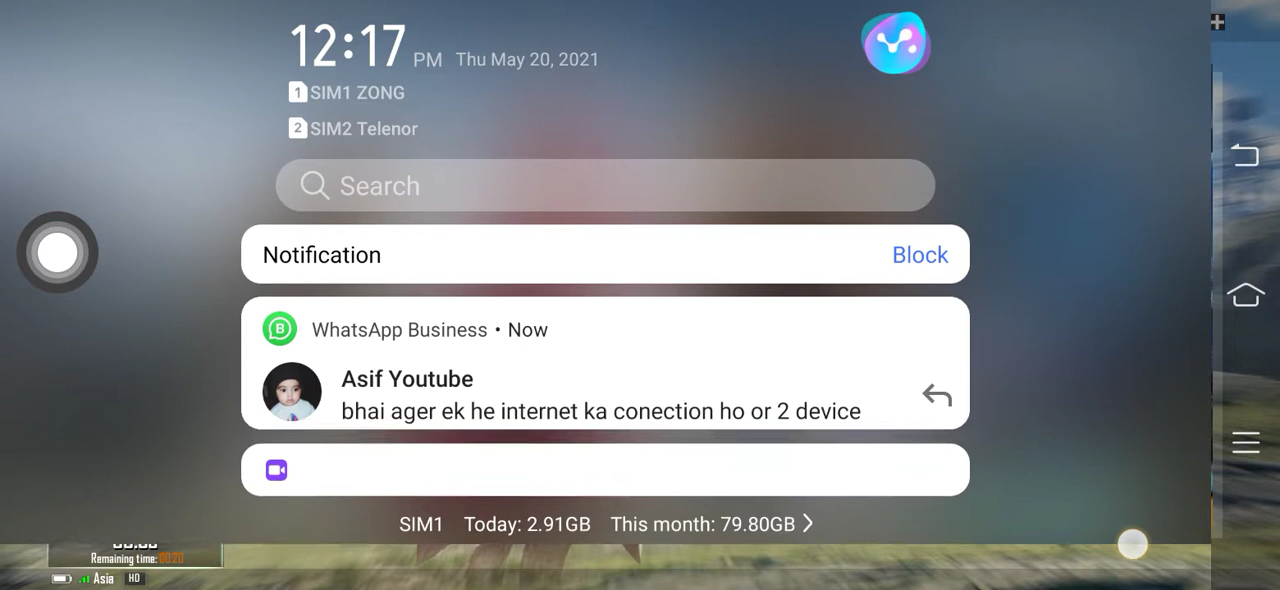 12:17 PM Thu May 20, 2021
1 SIM1 ZONG
2 SIM2 Telenor
Search
Notification Block
WhatsApp Business • Now
Asif Youtube
bhai ager ek he internet ka conection ho or 2 device
SIM1 Today: 2.91GB This month: 79.80GB
Remaining time: 00:20
Asia HD